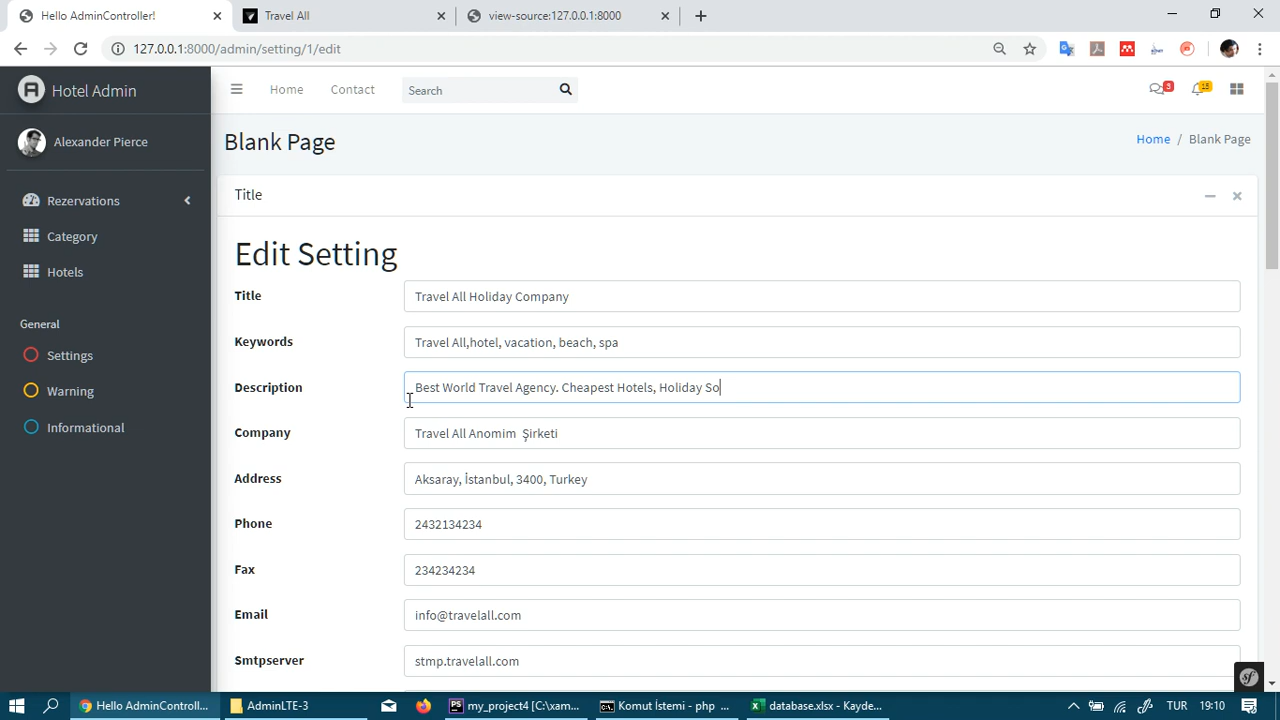 Hello AdminController!
Travel All
view-source:127.0.0.1:8000
127.0.0.1:8000/admin/setting/1/edit
Hotel Admin
Home
Contact
Search
3
15
Alexander Pierce
Blank Page
Home / Blank Page
Rezervations
Title
Category
Edit Setting
Hotels
Title
Travel All Holiday Company
General
Keywords
Travel All,hotel, vacation, beach, spa
Settings
Description
Best World Travel Agency. Cheapest Hotels, Holiday So
Warning
Company
Travel All Anomim Şirketi
Informational
Address
Aksaray, İstanbul, 3400, Turkey
Phone
2432134234
Fax
234234234
Email
info@travelall.com
Smtpserver
stmp.travelall.com
Hello AdminControll...
AdminLTE-3
my_project4 [C:\xam...
Komut İstemi - php ...
database.xlsx - Kayde...
TUR
19:10